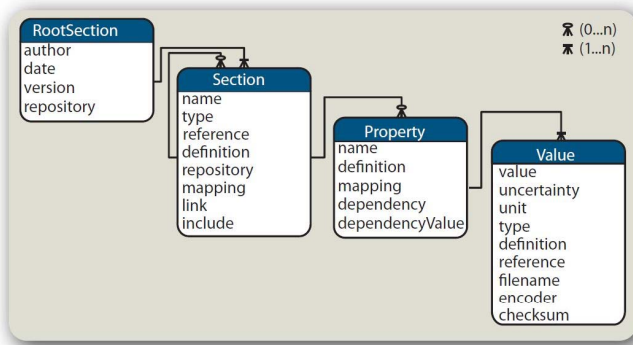 RootSection
author
date
version
repository
(0...n)
(1...n)
Section
name
type
reference
definition
repository
mapping
link
include
Property
name
definition
mapping
dependency
dependencyValue
Value
value
uncertainty
unit
type
definition
reference
filename
encoder
checksum